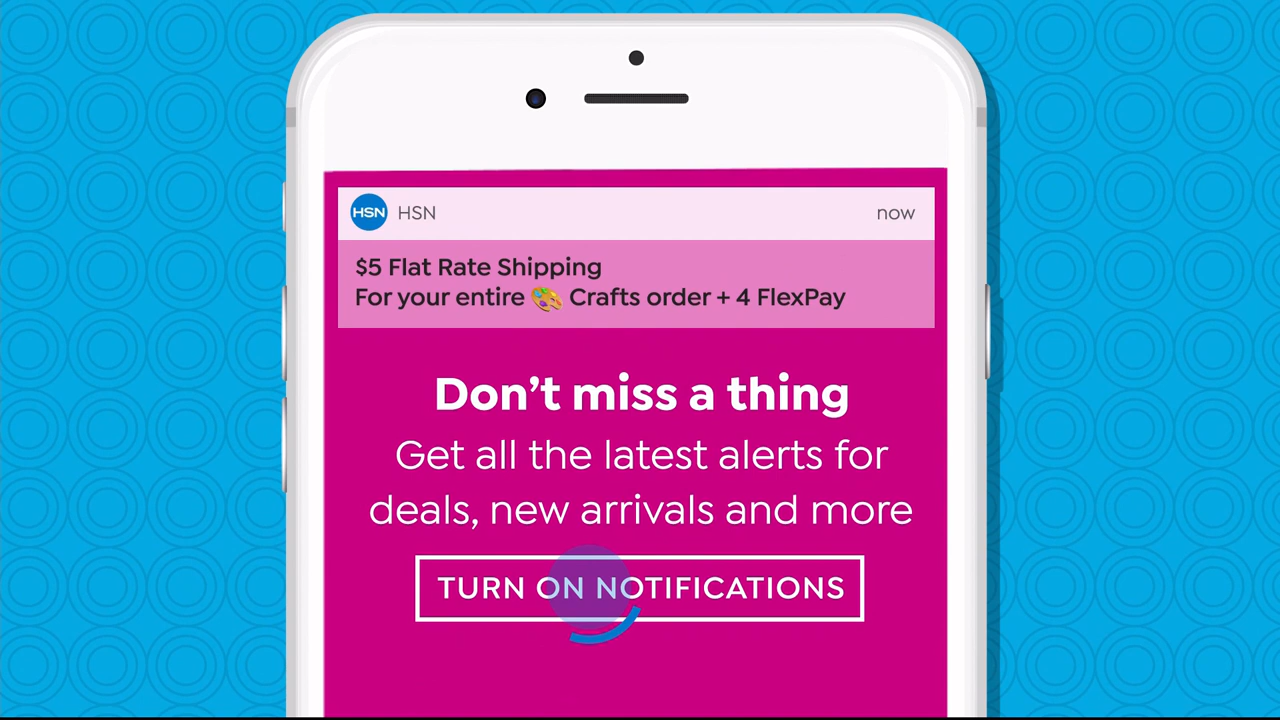 HSN HSN now
$5 Flat Rate Shipping
For your entire 🎨 Crafts order + 4 FlexPay
Don't miss a thing
Get all the latest alerts for
deals, new arrivals and more
TURN ON NOTIFICATIONS